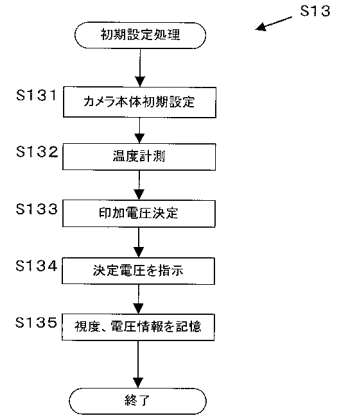 S13
初期設定処理
S131
カメラ本体初期設定
S132
温度計測
S133
印加電圧決定
S134
決定電圧を指示
S135
視度、電圧情報を記憶
終了